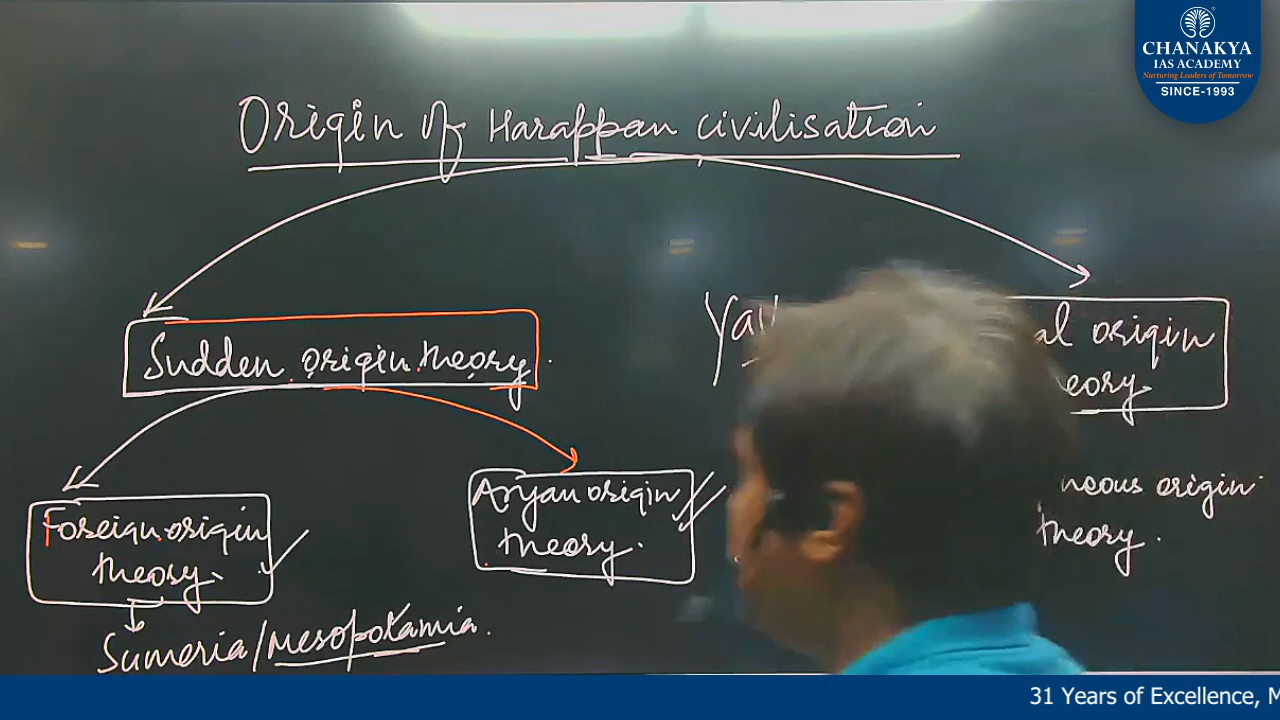 CHANAKYA
IAS ACADEMY
Nurturing Leaders of Tomorrow
SINCE-1993
Origin of Harappan civilisation
Sudden origin theory.
al origin
eory.
Foreign origin
theory.
Sumeria/Mesopotamia.
Aryan origin
theory.
neous origin
theory.
31 Years of Excellence, M